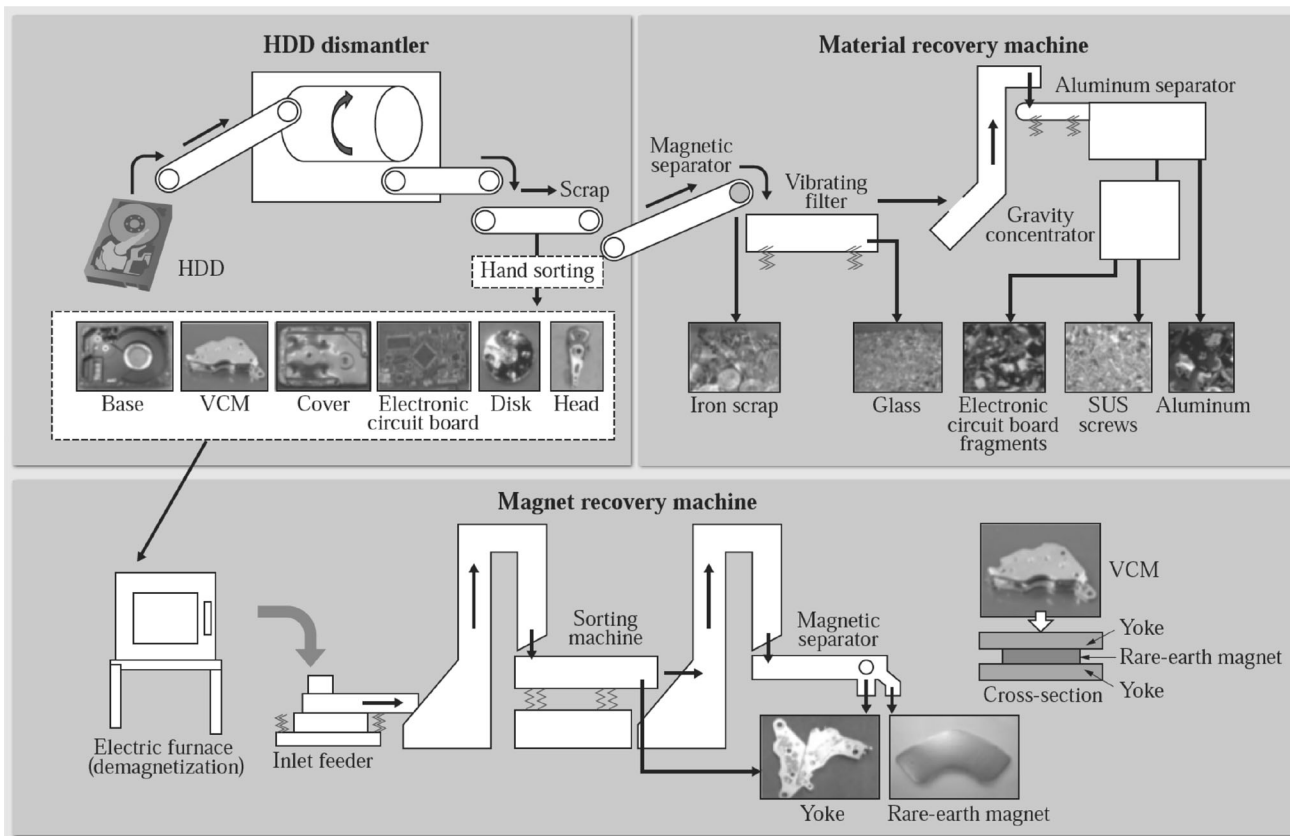 HDD dismantler
Scrap
HDD
Hand sorting
Base
VCM
Cover
Electronic
circuit board
Disk
Head
Material recovery machine
Aluminum separator
Magnetic
separator
Vibrating
filter
Gravity
concentrator
Iron scrap
Glass
Electronic
circuit board
fragments
SUS
screws
Aluminum
Magnet recovery machine
Electric furnace
(demagnetization)
Inlet feeder
Sorting
machine
Magnetic
separator
Yoke
Rare-earth magnet
VCM
Yoke
Rare-earth magnet
Yoke
Cross-section